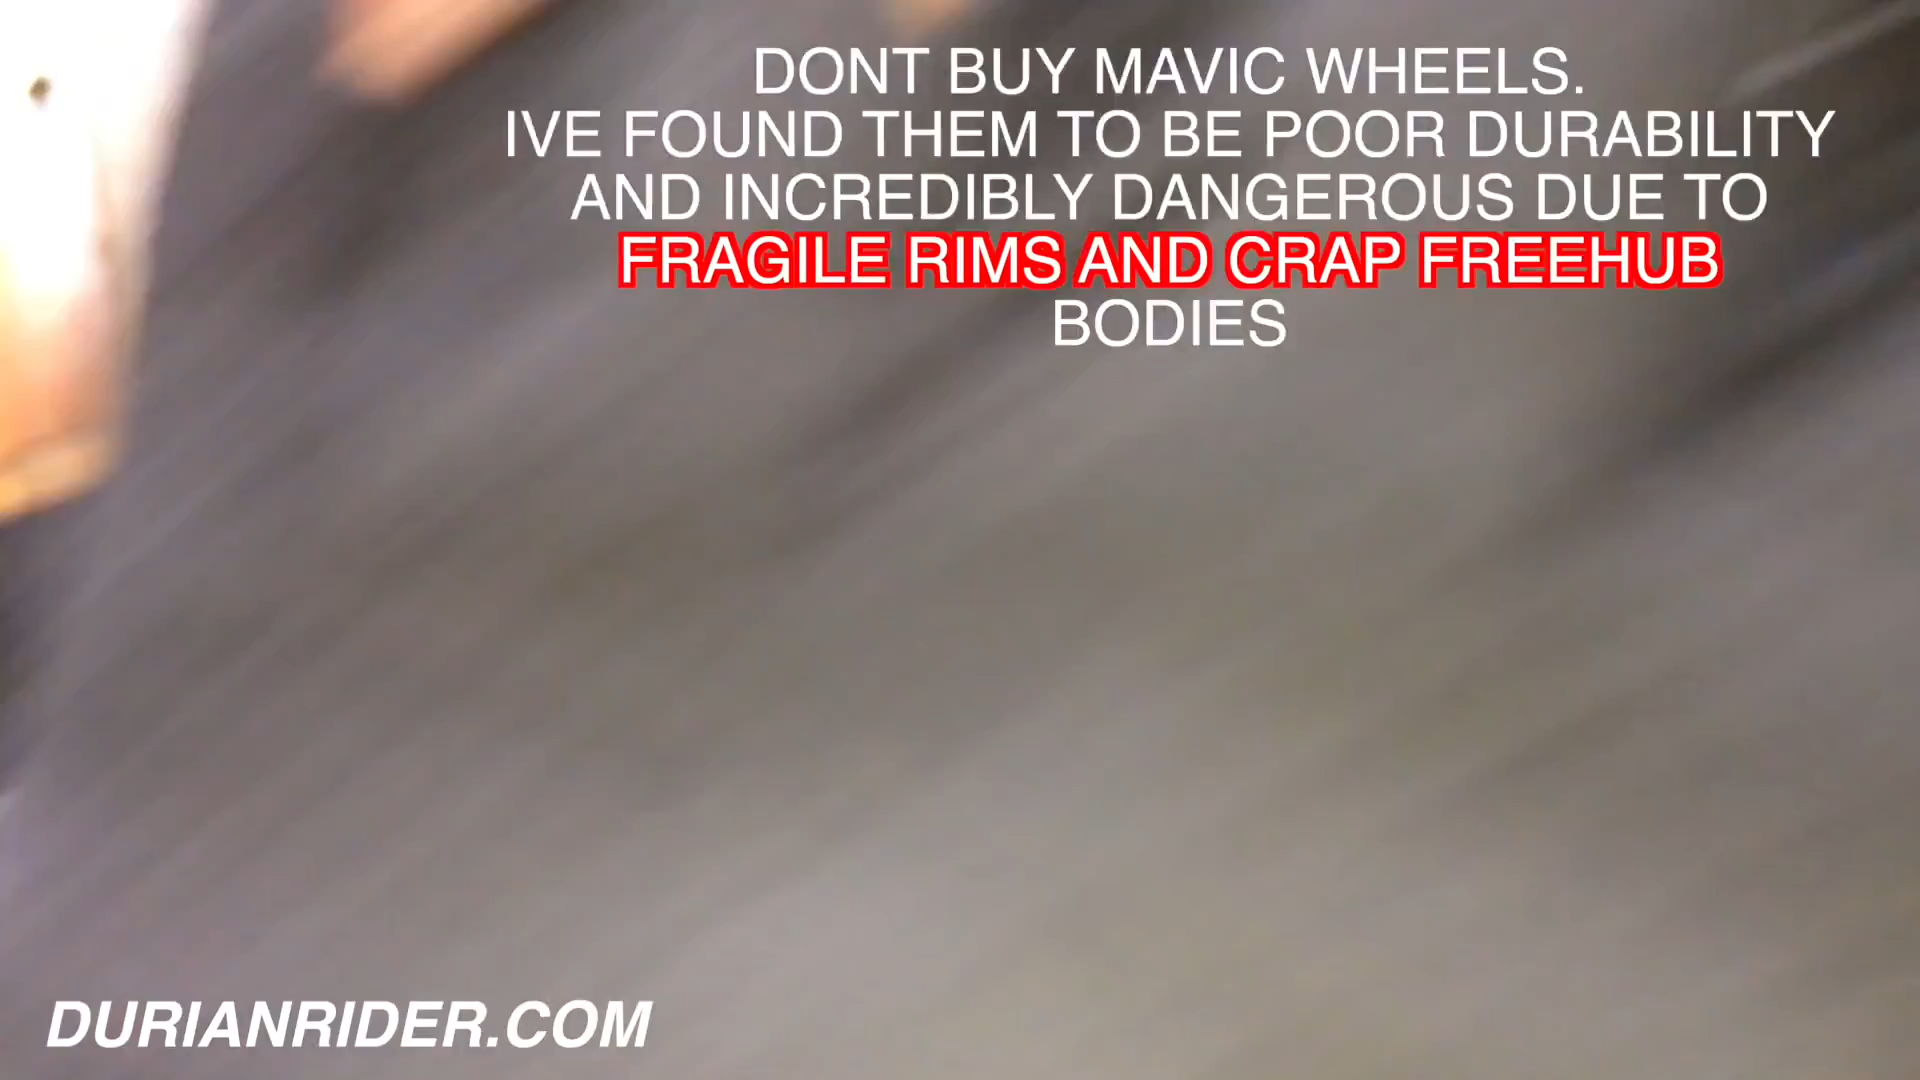 DONT BUY MAVIC WHEELS.
IVE FOUND THEM TO BE POOR DURABILITY
AND INCREDIBLY DANGEROUS DUE TO
FRAGILE RIMS AND CRAP FREEHUB
BODIES
DURIANRIDER.COM